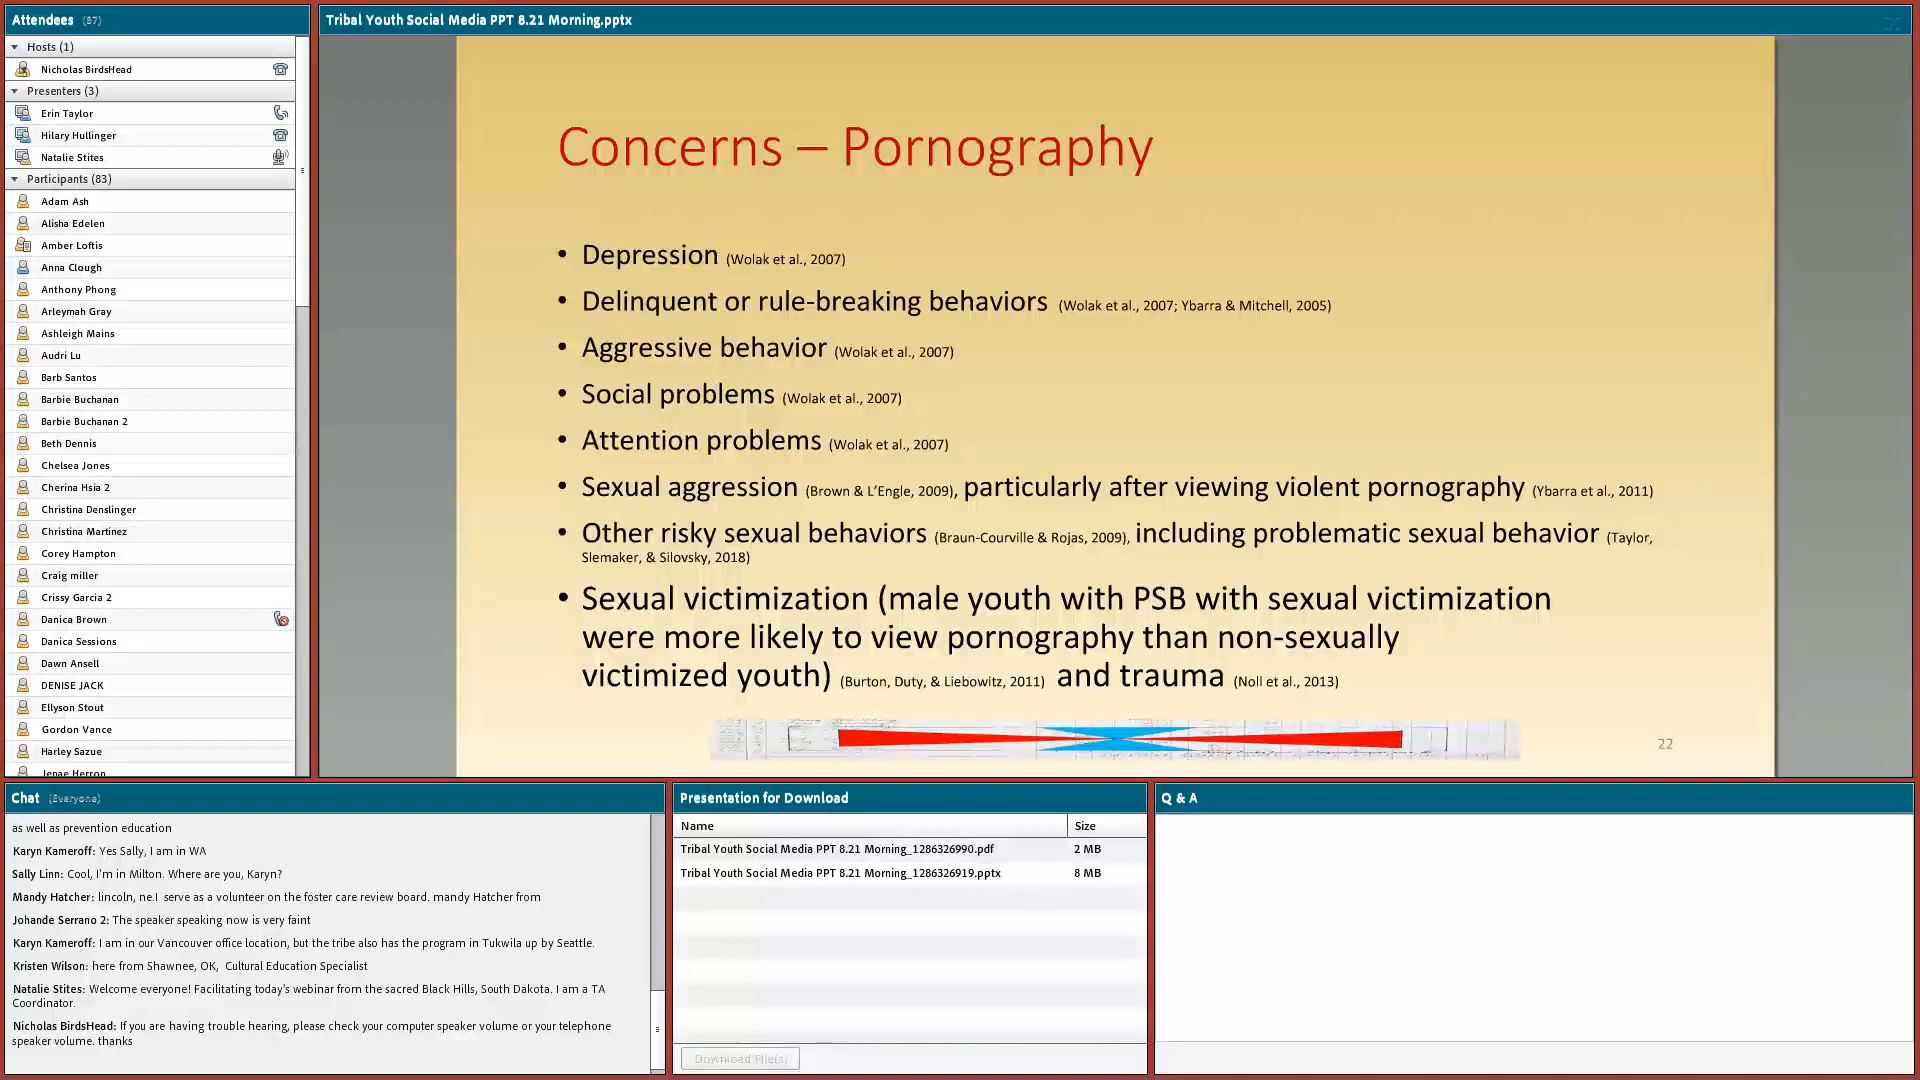 Attendees (87)
Hosts (1)
Nicholas BirdsHead
Presenters (3)
Erin Taylor
Hilary Hullinger
Natalie Stites
Participants (83)
Adam Ash
Alisha Edelen
Amber Loftis
Anna Clough
Anthony Phong
Arleymah Gray
Ashleigh Mains
Audri Lu
Barb Santos
Barbie Buchanan
Barbie Buchanan 2
Beth Dennis
Chelsea Jones
Cherina Hsia 2
Christina Denslinger
Christina Martinez
Corey Hampton
Craig miller
Crissy Garcia 2
Danica Brown
Danica Sessions
Dawn Ansell
DENISE JACK
Ellyson Stout
Gordon Vance
Harley Sazue
Jenae Herron
Tribal Youth Social Media PPT 8.21 Morning.pptx
Concerns – Pornography
• Depression (Wolak et al., 2007)
• Delinquent or rule-breaking behaviors (Wolak et al., 2007; Ybarra & Mitchell, 2005)
• Aggressive behavior (Wolak et al., 2007)
• Social problems (Wolak et al., 2007)
• Attention problems (Wolak et al., 2007)
• Sexual aggression (Brown & L’Engle, 2009), particularly after viewing violent pornography (Ybarra et al., 2011)
• Other risky sexual behaviors (Braun-Courville & Rojas, 2009), including problematic sexual behavior (Taylor,
Slemaker, & Silovsky, 2018)
• Sexual victimization (male youth with PSB with sexual victimization
were more likely to view pornography than non-sexually
victimized youth) (Burton, Duty, & Liebowitz, 2011) and trauma (Noll et al., 2013)
22
Chat (Everyone)
as well as prevention education
Karyn Kameroff: Yes Sally, I am in WA
Sally Linn: Cool, I'm in Milton. Where are you, Karyn?
Mandy Hatcher: lincoln, ne.I serve as a volunteer on the foster care review board. mandy Hatcher from
Johande Serrano 2: The speaker speaking now is very faint
Karyn Kameroff: I am in our Vancouver office location, but the tribe also has the program in Tukwila up by Seattle.
Kristen Wilson: here from Shawnee, OK, Cultural Education Specialist
Natalie Stites: Welcome everyone! Facilitating today's webinar from the sacred Black Hills, South Dakota. I am a TA
Coordinator.
Nicholas BirdsHead: If you are having trouble hearing, please check your computer speaker volume or your telephone
speaker volume. thanks
Presentation for Download
Name Size
Tribal Youth Social Media PPT 8.21 Morning_1286326990.pdf 2 MB
Tribal Youth Social Media PPT 8.21 Morning_1286326919.pptx 8 MB
Download File(s)
Q & A